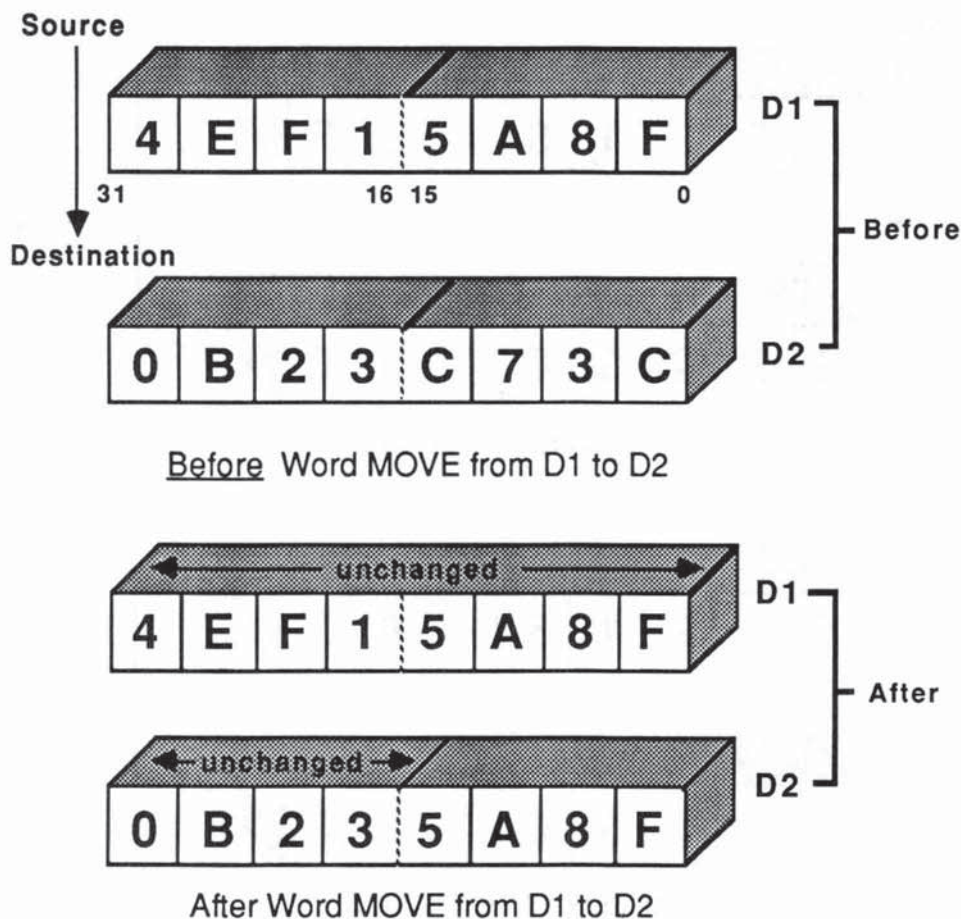 Source
4 E F 1 5 A 8 F D1
31 16 15 0
Before
Destination
0 B 2 3 C 7 3 C D2
Before Word MOVE from D1 to D2
unchanged
4 E F 1 5 A 8 F D1
After
unchanged
0 B 2 3 5 A 8 F D2
After Word MOVE from D1 to D2